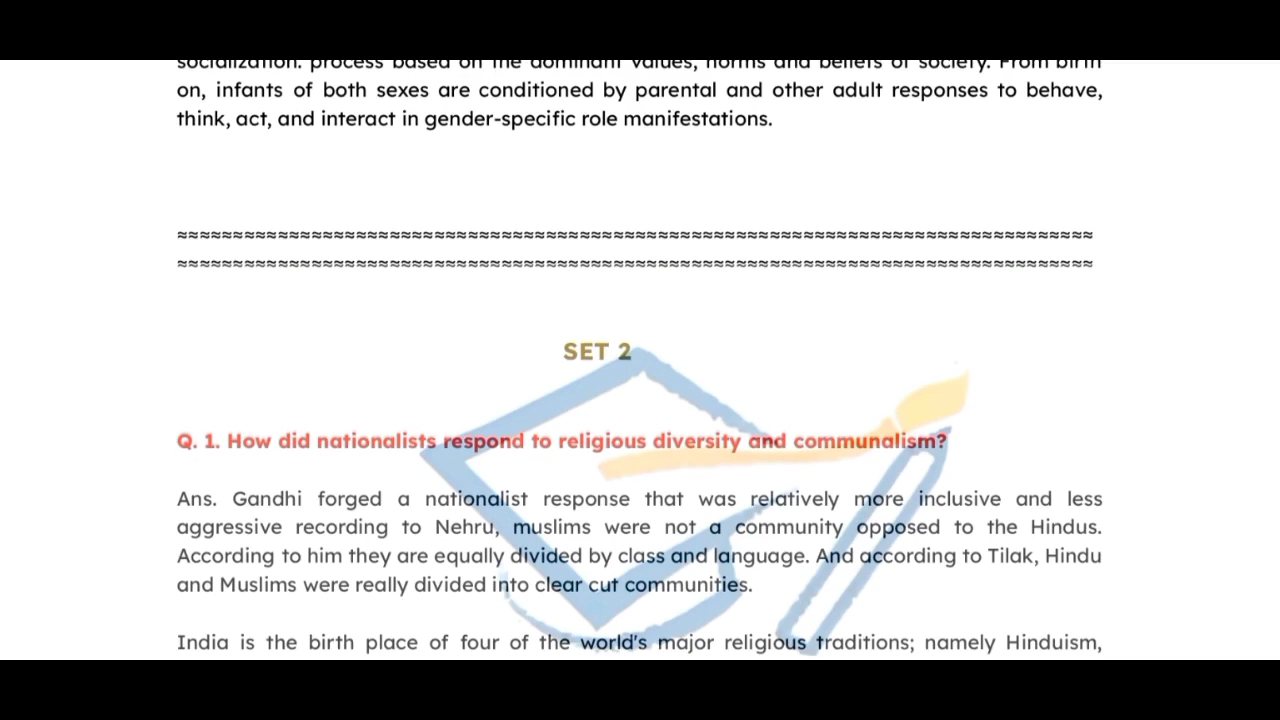 socialization: process based on the dominant values, norms and beliefs of society. From birth
on, infants of both sexes are conditioned by parental and other adult responses to behave,
think, act, and interact in gender-specific role manifestations.
≈≈≈≈≈≈≈≈≈≈≈≈≈≈≈≈≈≈≈≈≈≈≈≈≈≈≈≈≈≈≈≈≈≈≈≈≈≈≈≈≈≈≈≈≈≈≈≈≈≈≈≈≈≈≈≈≈≈≈≈≈≈≈≈≈≈≈≈≈≈≈≈≈≈≈≈≈≈≈≈≈≈
≈≈≈≈≈≈≈≈≈≈≈≈≈≈≈≈≈≈≈≈≈≈≈≈≈≈≈≈≈≈≈≈≈≈≈≈≈≈≈≈≈≈≈≈≈≈≈≈≈≈≈≈≈≈≈≈≈≈≈≈≈≈≈≈≈≈≈≈≈≈≈≈≈≈≈≈≈≈≈≈≈≈
SET 2
Q. 1. How did nationalists respond to religious diversity and communalism?
Ans. Gandhi forged a nationalist response that was relatively more inclusive and less
aggressive recording to Nehru, muslims were not a community opposed to the Hindus.
According to him they are equally divided by class and language. And according to Tilak, Hindu
and Muslims were really divided into clear cut communities.
India is the birth place of four of the world's major religious traditions; namely Hinduism,